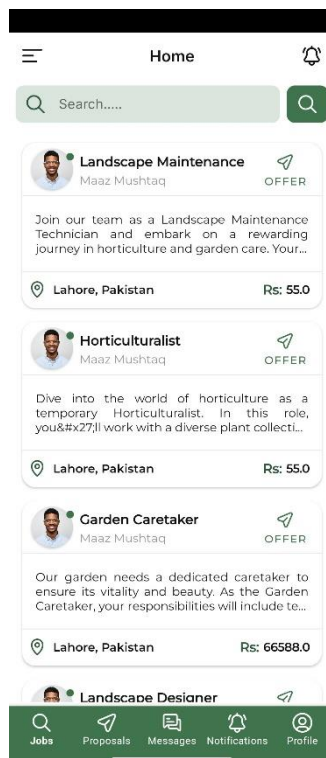 Home
Search.....
Landscape Maintenance
Maaz Mushtaq
OFFER
Join our team as a Landscape Maintenance
Technician and embark on a rewarding
journey in horticulture and garden care. Your...
Lahore, Pakistan
Rs: 55.0
Horticulturalist
Maaz Mushtaq
OFFER
Dive into the world of horticulture as a
temporary Horticulturalist. In this role,
you&#x27;ll work with a diverse plant collecti...
Lahore, Pakistan
Rs: 55.0
Garden Caretaker
Maaz Mushtaq
OFFER
Our garden needs a dedicated caretaker to
ensure its vitality and beauty. As the Garden
Caretaker, your responsibilities will include te...
Lahore, Pakistan
Rs: 66588.0
Landscape Designer
Jobs
Proposals
Messages
Notifications
Profile